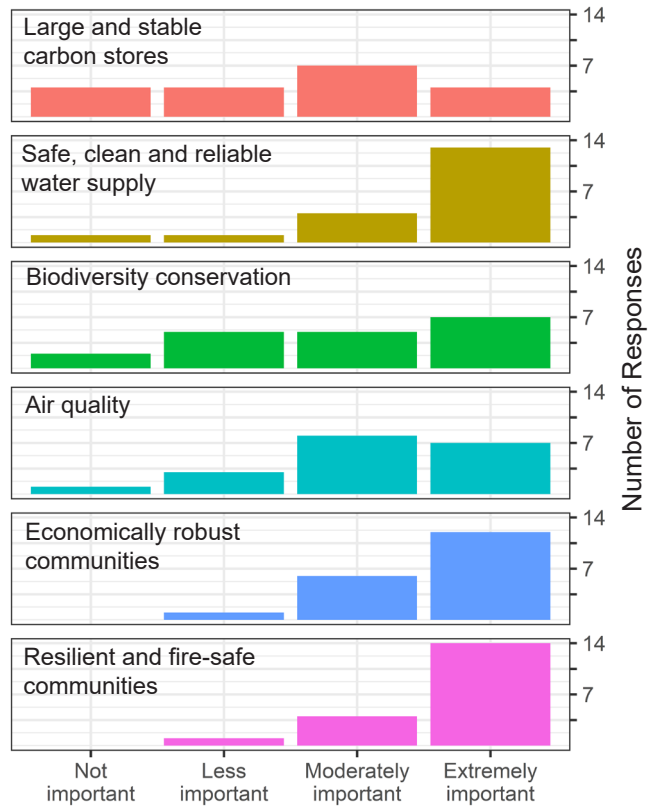 Large and stable
carbon stores
14
7
Safe, clean and reliable
water supply
14
7
Biodiversity conservation
14
7
Air quality
14
7
Economically robust
communities
14
7
Resilient and fire-safe
communities
14
7
Number of Responses
Not
important
Less
important
Moderately
important
Extremely
important